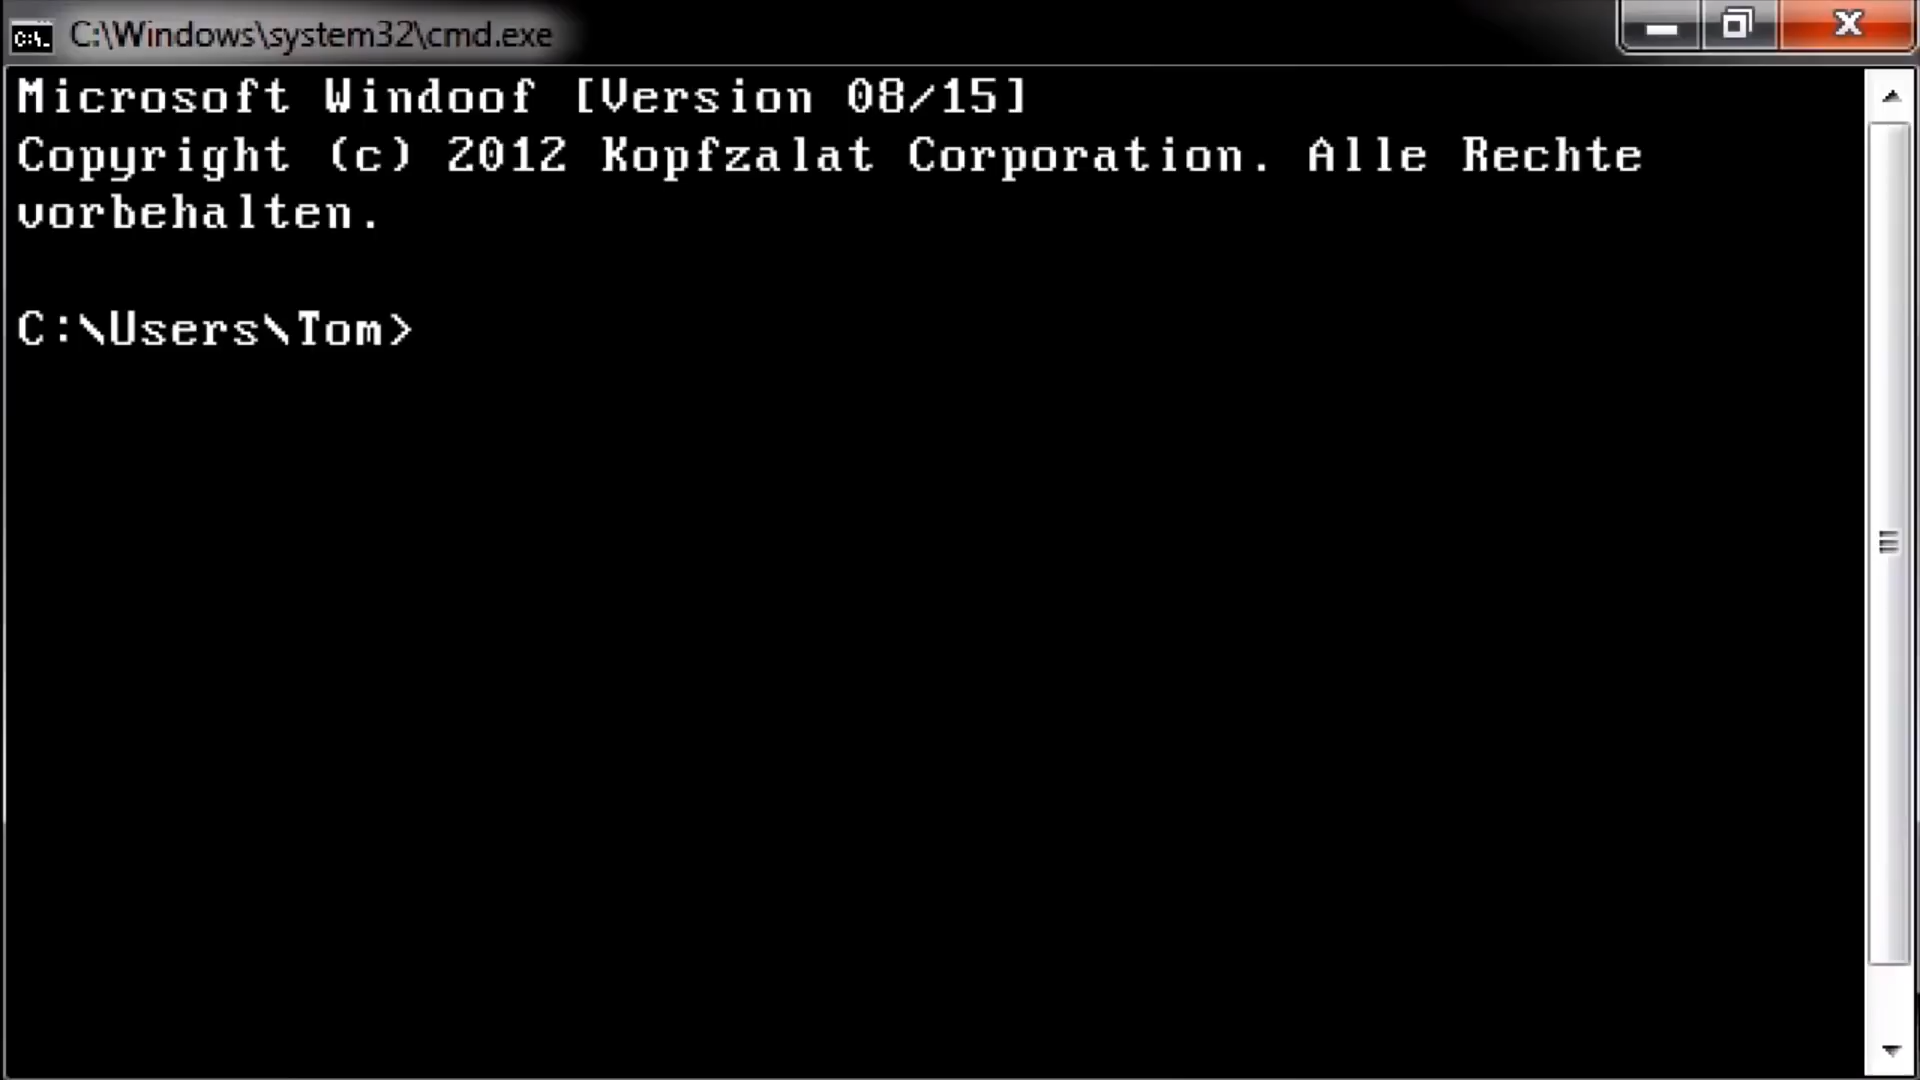 C:\Windows\system32\cmd.exe
Microsoft Windoof [Version 08/15]
Copyright (c) 2012 Kopfzalat Corporation. Alle Rechte
vorbehalten.
C:\Users\Tom>